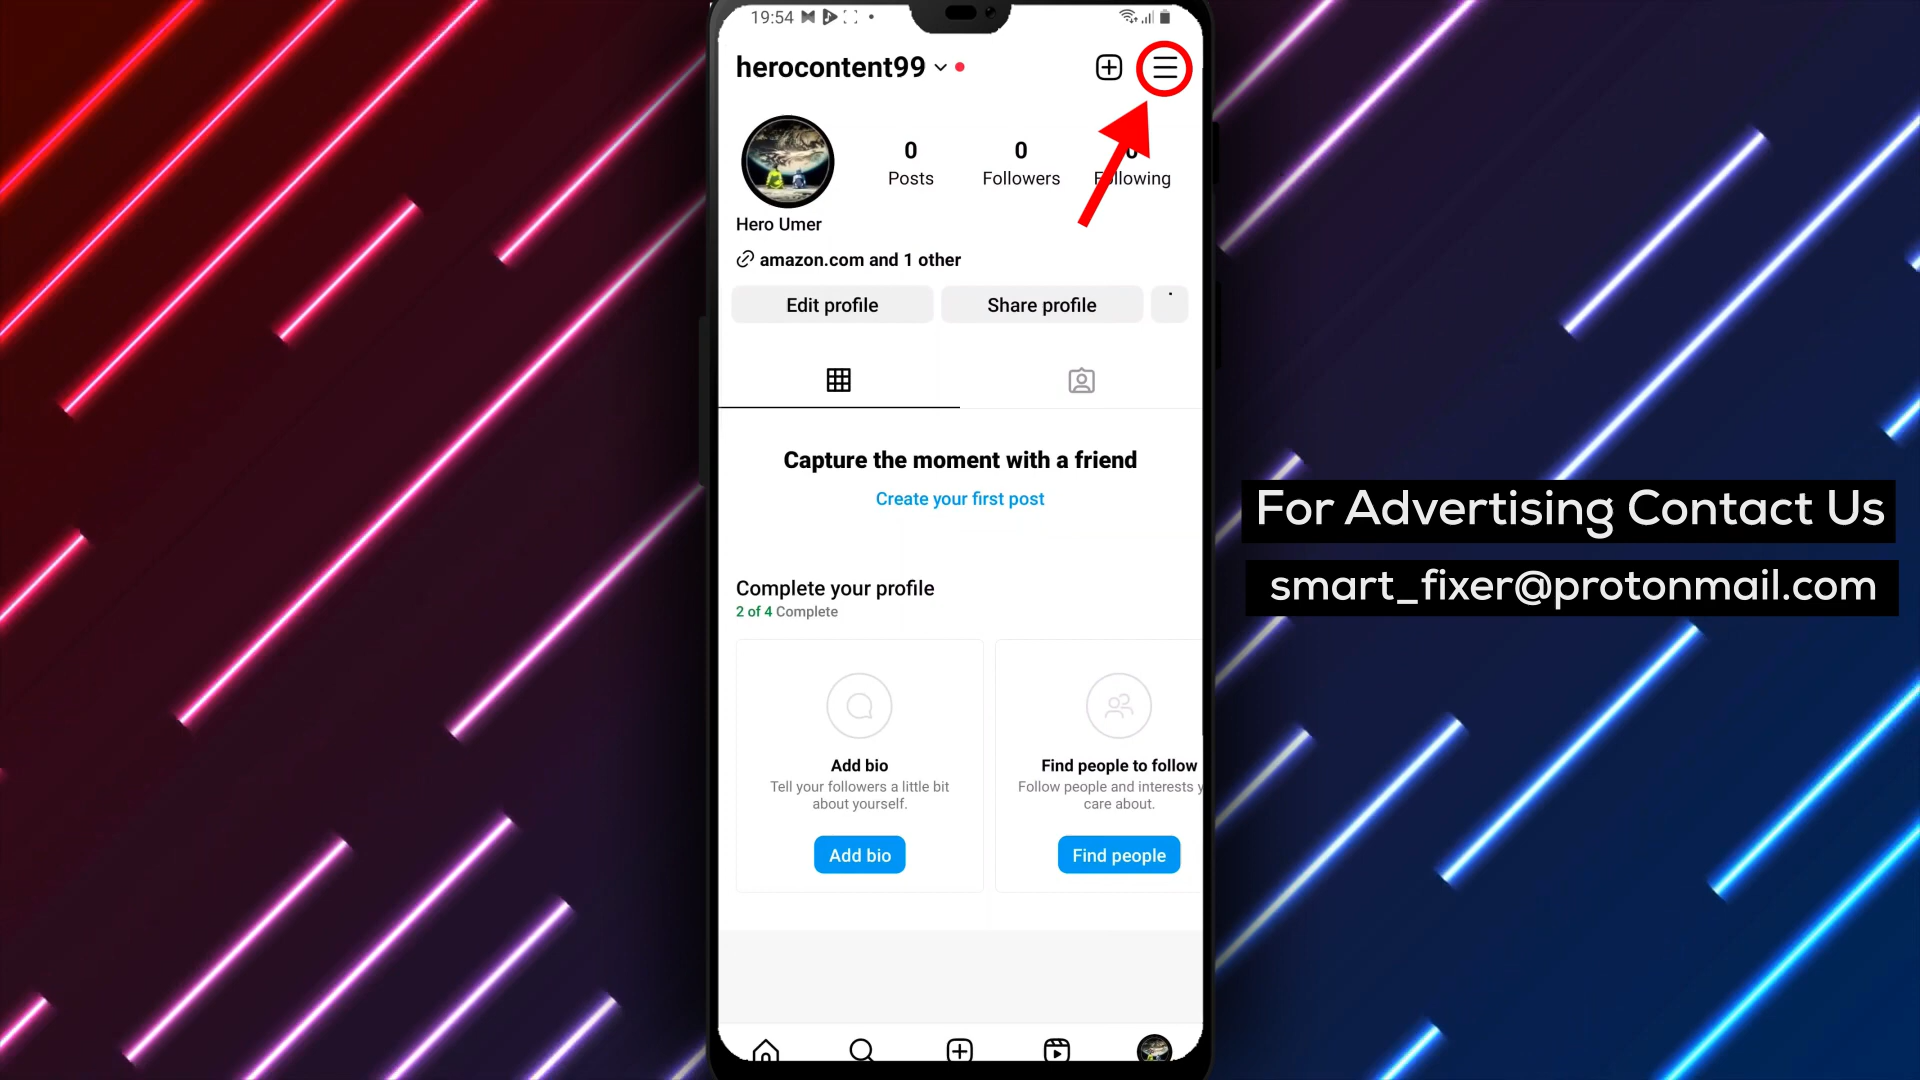 19:54
herocontent99
0 0 0
Posts Followers Following
Hero Umer
amazon.com and 1 other
Edit profile Share profile
Capture the moment with a friend
Create your first post
Complete your profile
2 of 4 Complete
Add bio
Tell your followers a little bit
about yourself.
Add bio
Find people to follow
Follow people and interests y
care about.
Find people
For Advertising Contact Us
smart_fixer@protonmail.com